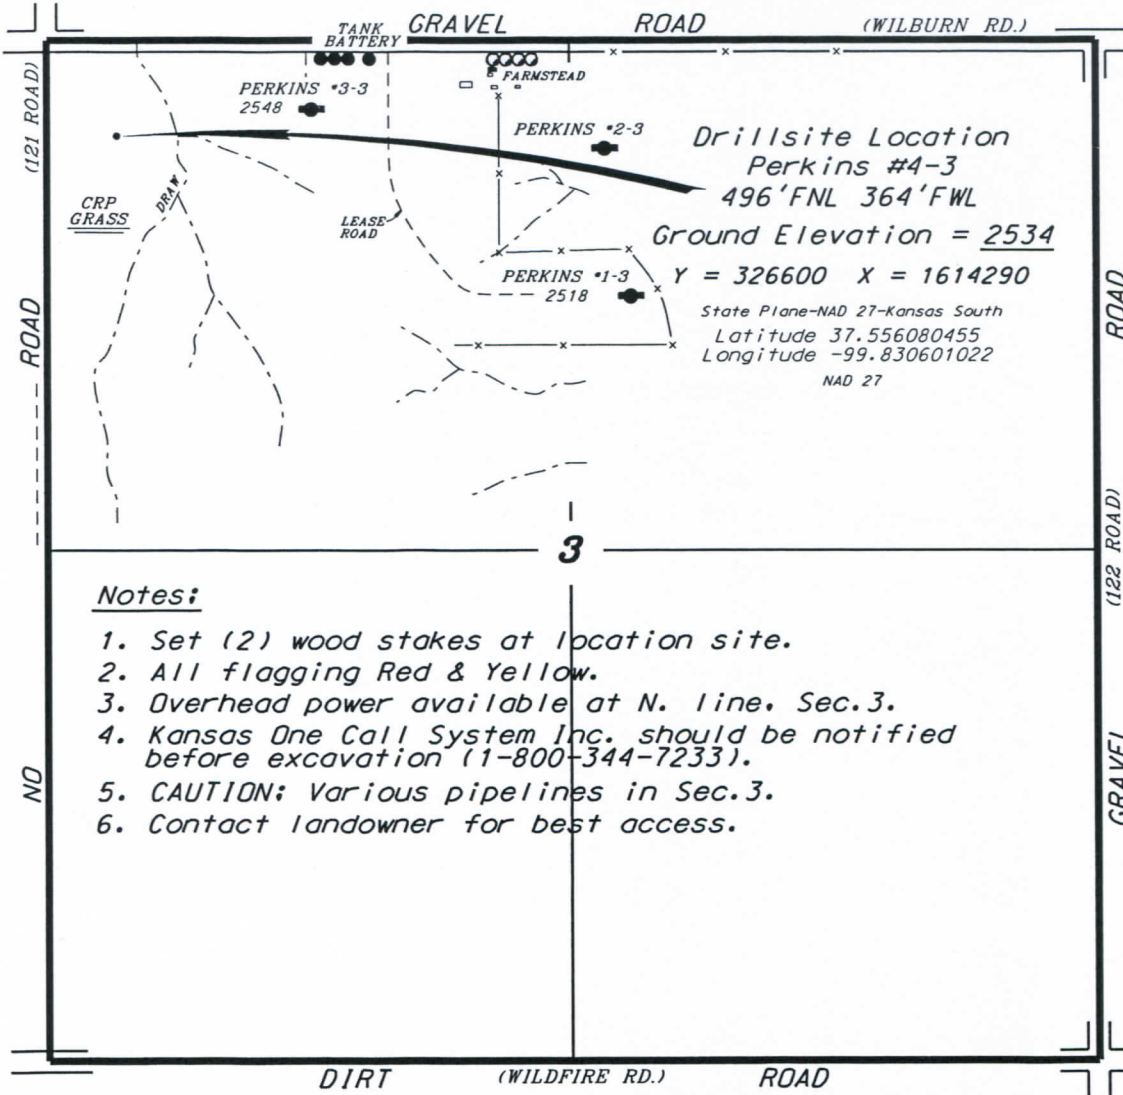 GRAVEL ROAD (WILBURN RD.)
TANK
BATTERY
(121 ROAD)
FARMSTEAD
PERKINS #3-3
2548
PERKINS #2-3
Drillsite Location
Perkins #4-3
496'FNL 364'FWL
Ground Elevation = 2534
Y = 326600 X = 1614290
State Plane-NAD 27-Kansas South
Latitude 37.556080455
Longitude -99.830601022
NAD 27
CRP
GRASS
DRAW
LEASE
ROAD
PERKINS #1-3
2518
NO ROAD
GRAVEL ROAD
(122 ROAD)
3
Notes:
1. Set (2) wood stakes at location site.
2. All flagging Red & Yellow.
3. Overhead power available at N. line. Sec.3.
4. Kansas One Call System Inc. should be notified
before excavation (1-800-344-7233).
5. CAUTION: Various pipelines in Sec.3.
6. Contact landowner for best access.
DIRT (WILDFIRE RD.) ROAD